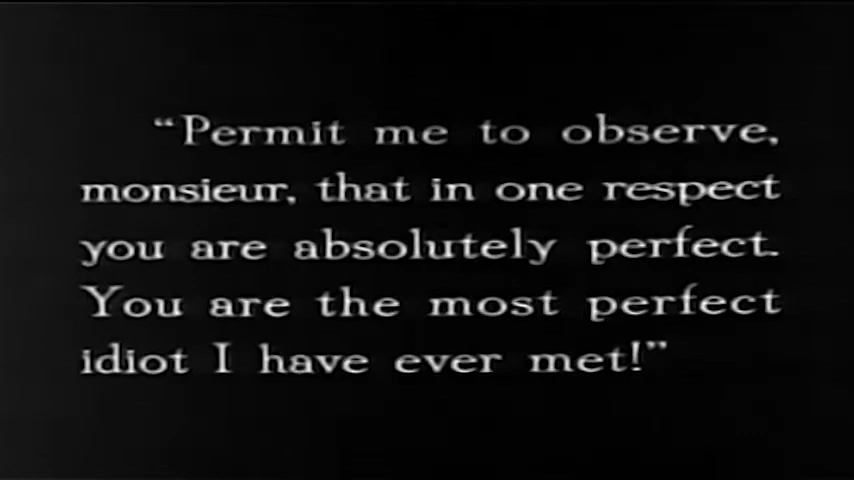 “Permit me to observe,
monsieur, that in one respect
you are absolutely perfect.
You are the most perfect
idiot I have ever met!”